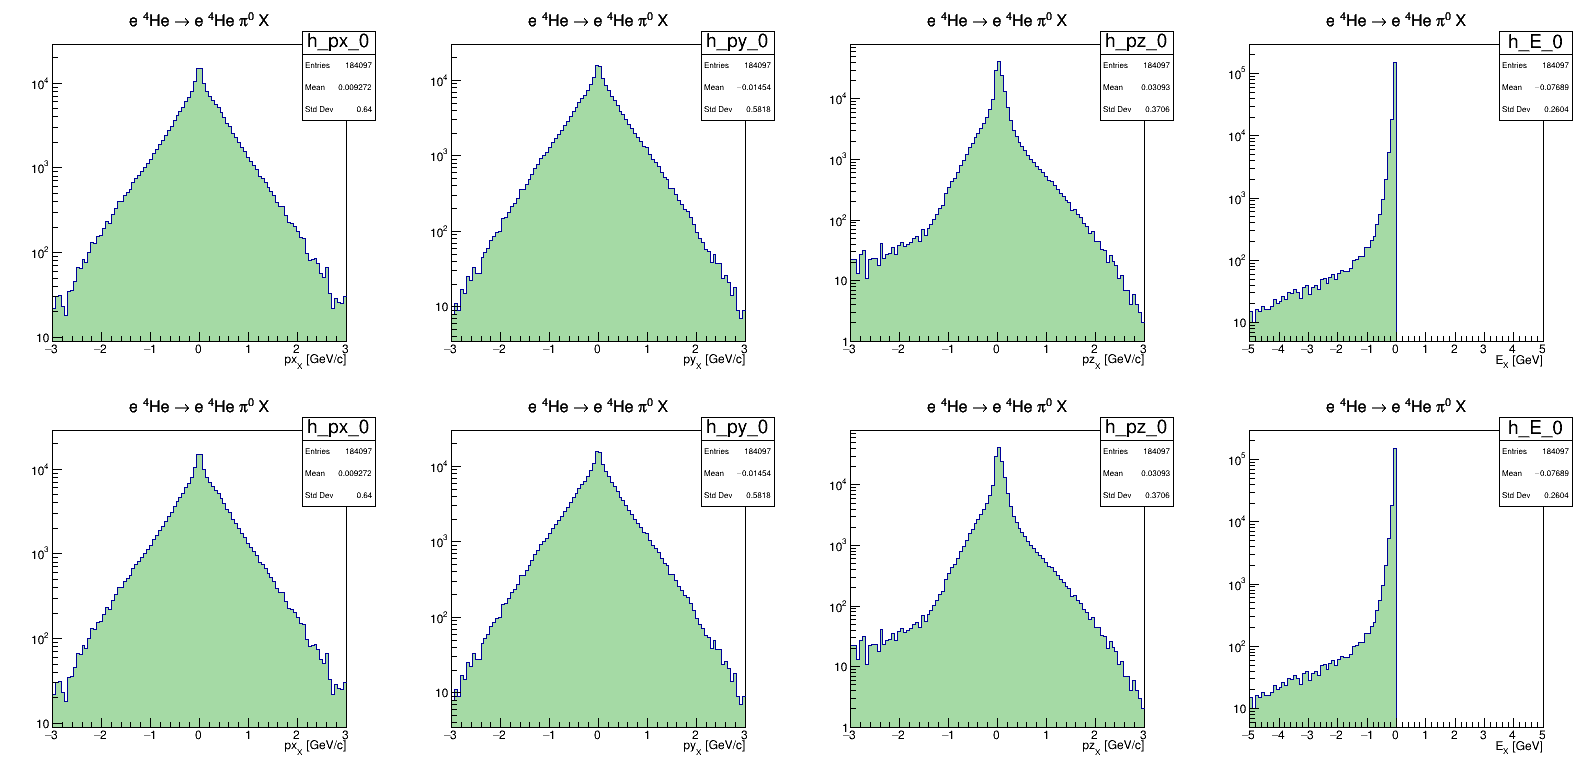 e ⁴He → e ⁴He π⁰ X
h_px_0
Entries 184097
Mean 0.009272
Std Dev 0.64
10⁴
10³
10²
10
−3 −2 −1 0 1 2 3
px_X [GeV/c]
e ⁴He → e ⁴He π⁰ X
h_py_0
Entries 184097
Mean −0.01454
Std Dev 0.5818
10⁴
10³
10²
10
−3 −2 −1 0 1 2 3
py_X [GeV/c]
e ⁴He → e ⁴He π⁰ X
h_pz_0
Entries 184097
Mean 0.03093
Std Dev 0.3706
10⁴
10³
10²
10
1
−3 −2 −1 0 1 2 3
pz_X [GeV/c]
e ⁴He → e ⁴He π⁰ X
h_E_0
Entries 184097
Mean −0.07689
Std Dev 0.2604
10⁵
10⁴
10³
10²
10
−5 −4 −3 −2 −1 0 1 2 3 4 5
E_X [GeV]
e ⁴He → e ⁴He π⁰ X
h_px_0
Entries 184097
Mean 0.009272
Std Dev 0.64
10⁴
10³
10²
10
−3 −2 −1 0 1 2 3
px_X [GeV/c]
e ⁴He → e ⁴He π⁰ X
h_py_0
Entries 184097
Mean −0.01454
Std Dev 0.5818
10⁴
10³
10²
10
−3 −2 −1 0 1 2 3
py_X [GeV/c]
e ⁴He → e ⁴He π⁰ X
h_pz_0
Entries 184097
Mean 0.03093
Std Dev 0.3706
10⁴
10³
10²
10
1
−3 −2 −1 0 1 2 3
pz_X [GeV/c]
e ⁴He → e ⁴He π⁰ X
h_E_0
Entries 184097
Mean −0.07689
Std Dev 0.2604
10⁵
10⁴
10³
10²
10
−5 −4 −3 −2 −1 0 1 2 3 4 5
E_X [GeV]